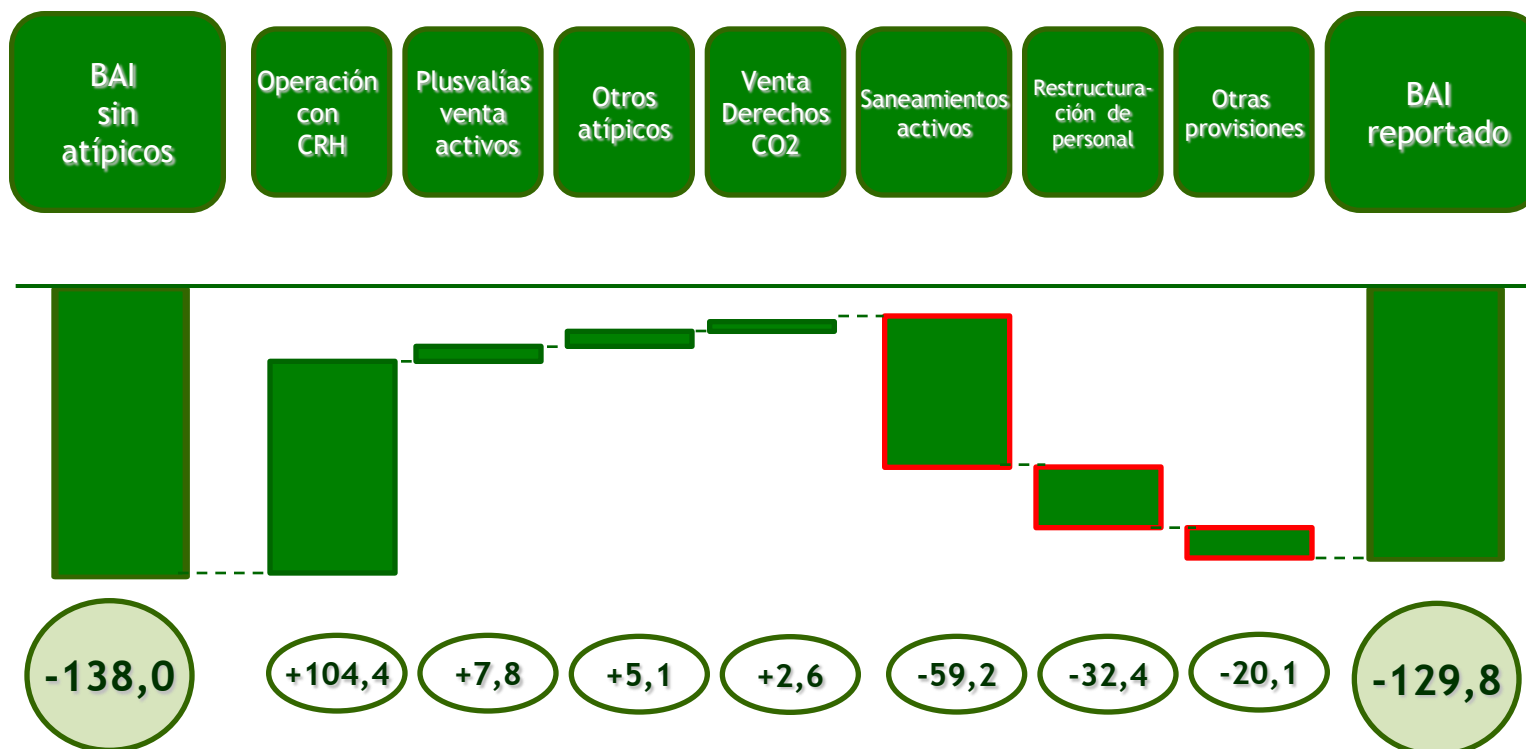 BAI
sin
atípicos
Operación
con
CRH
Plusvalías
venta
activos
Otros
atípicos
Venta
Derechos
CO2
Saneamientos
activos
Restructura-
ción de
personal
Otras
provisiones
BAI
reportado
-138,0
+104,4
+7,8
+5,1
+2,6
-59,2
-32,4
-20,1
-129,8